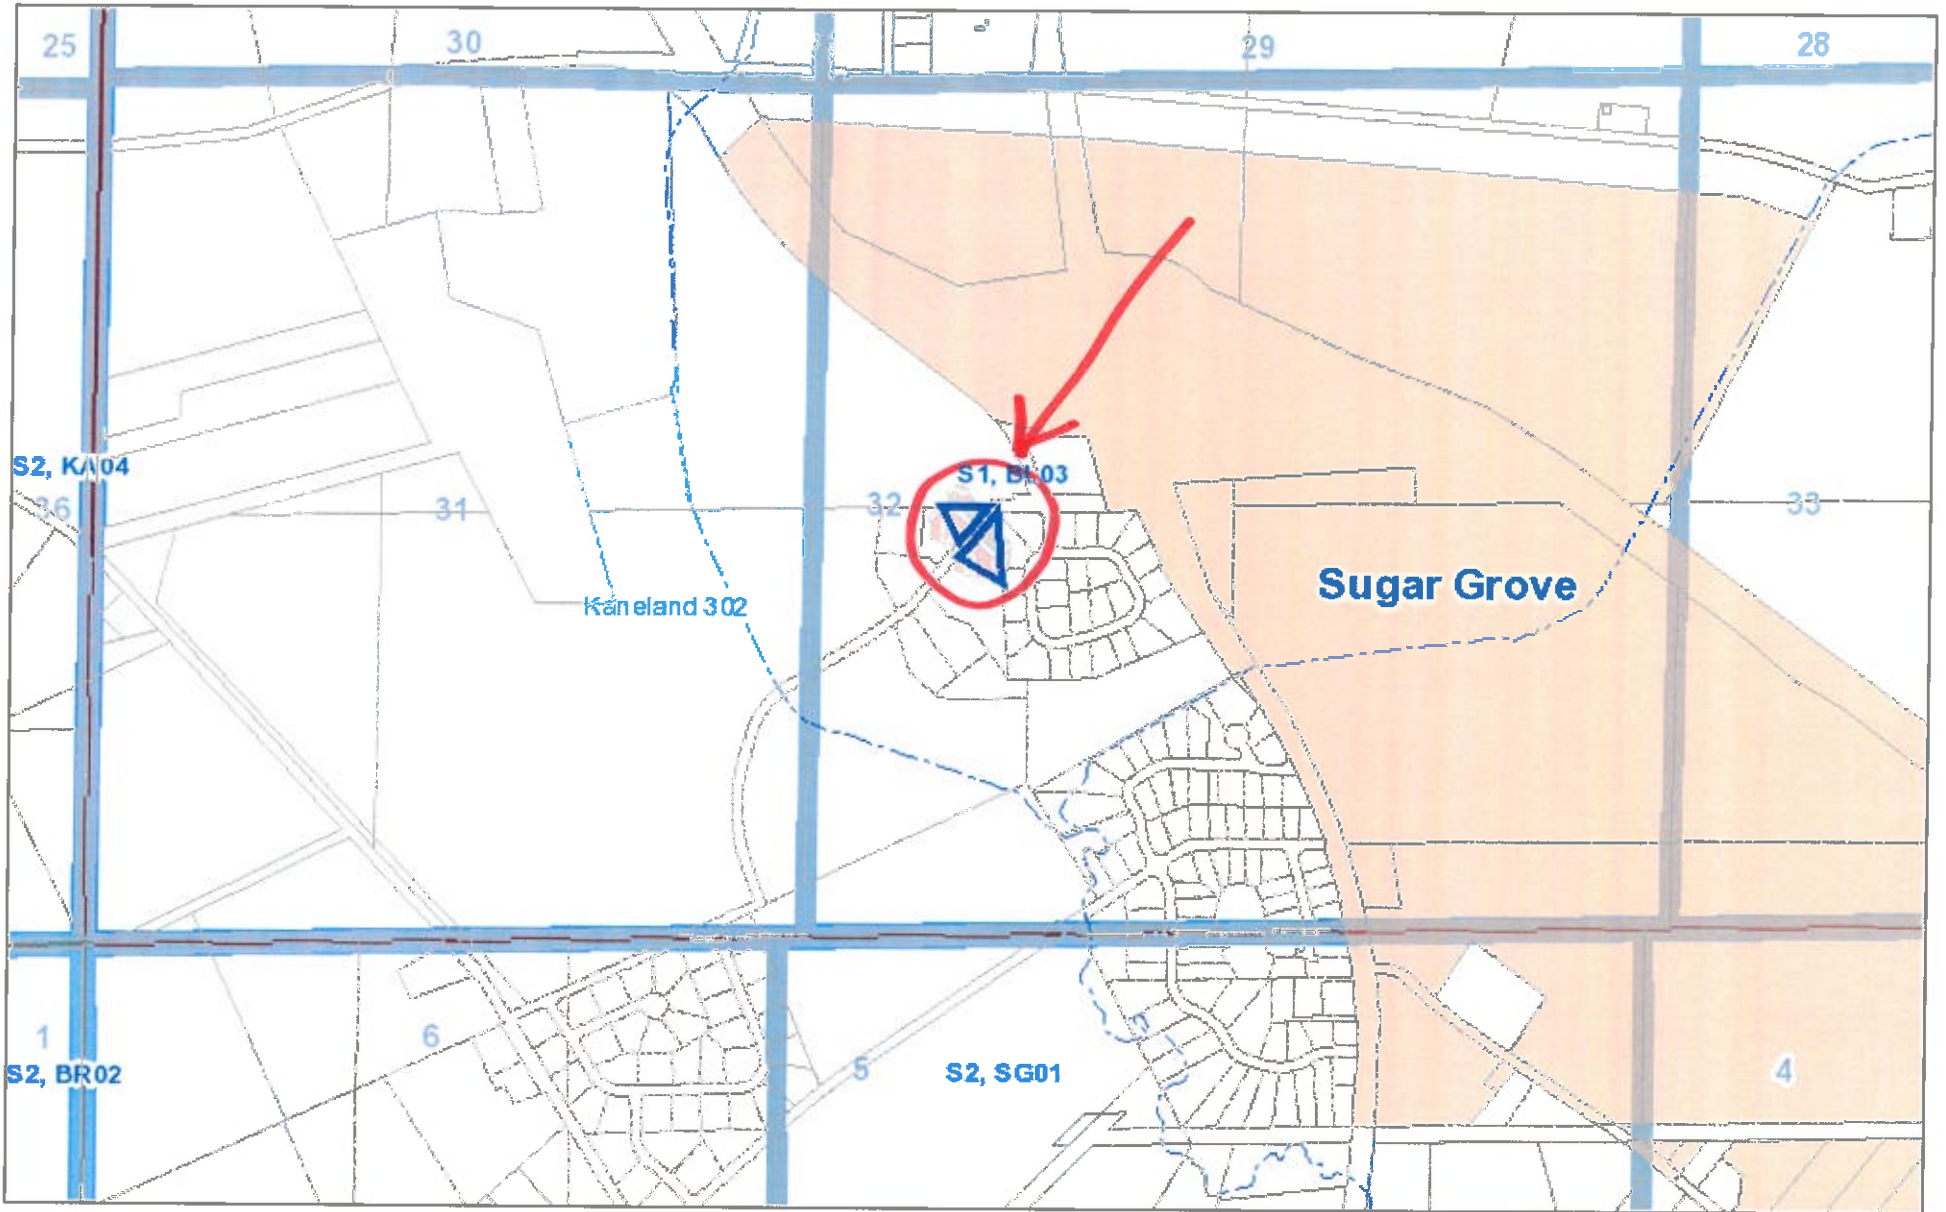 25
30
29
28
S2, KA04
S1, BL03
36
31
32
33
Sugar Grove
Kaneland 302
1
6
5
4
S2, BR02
S2, SG01